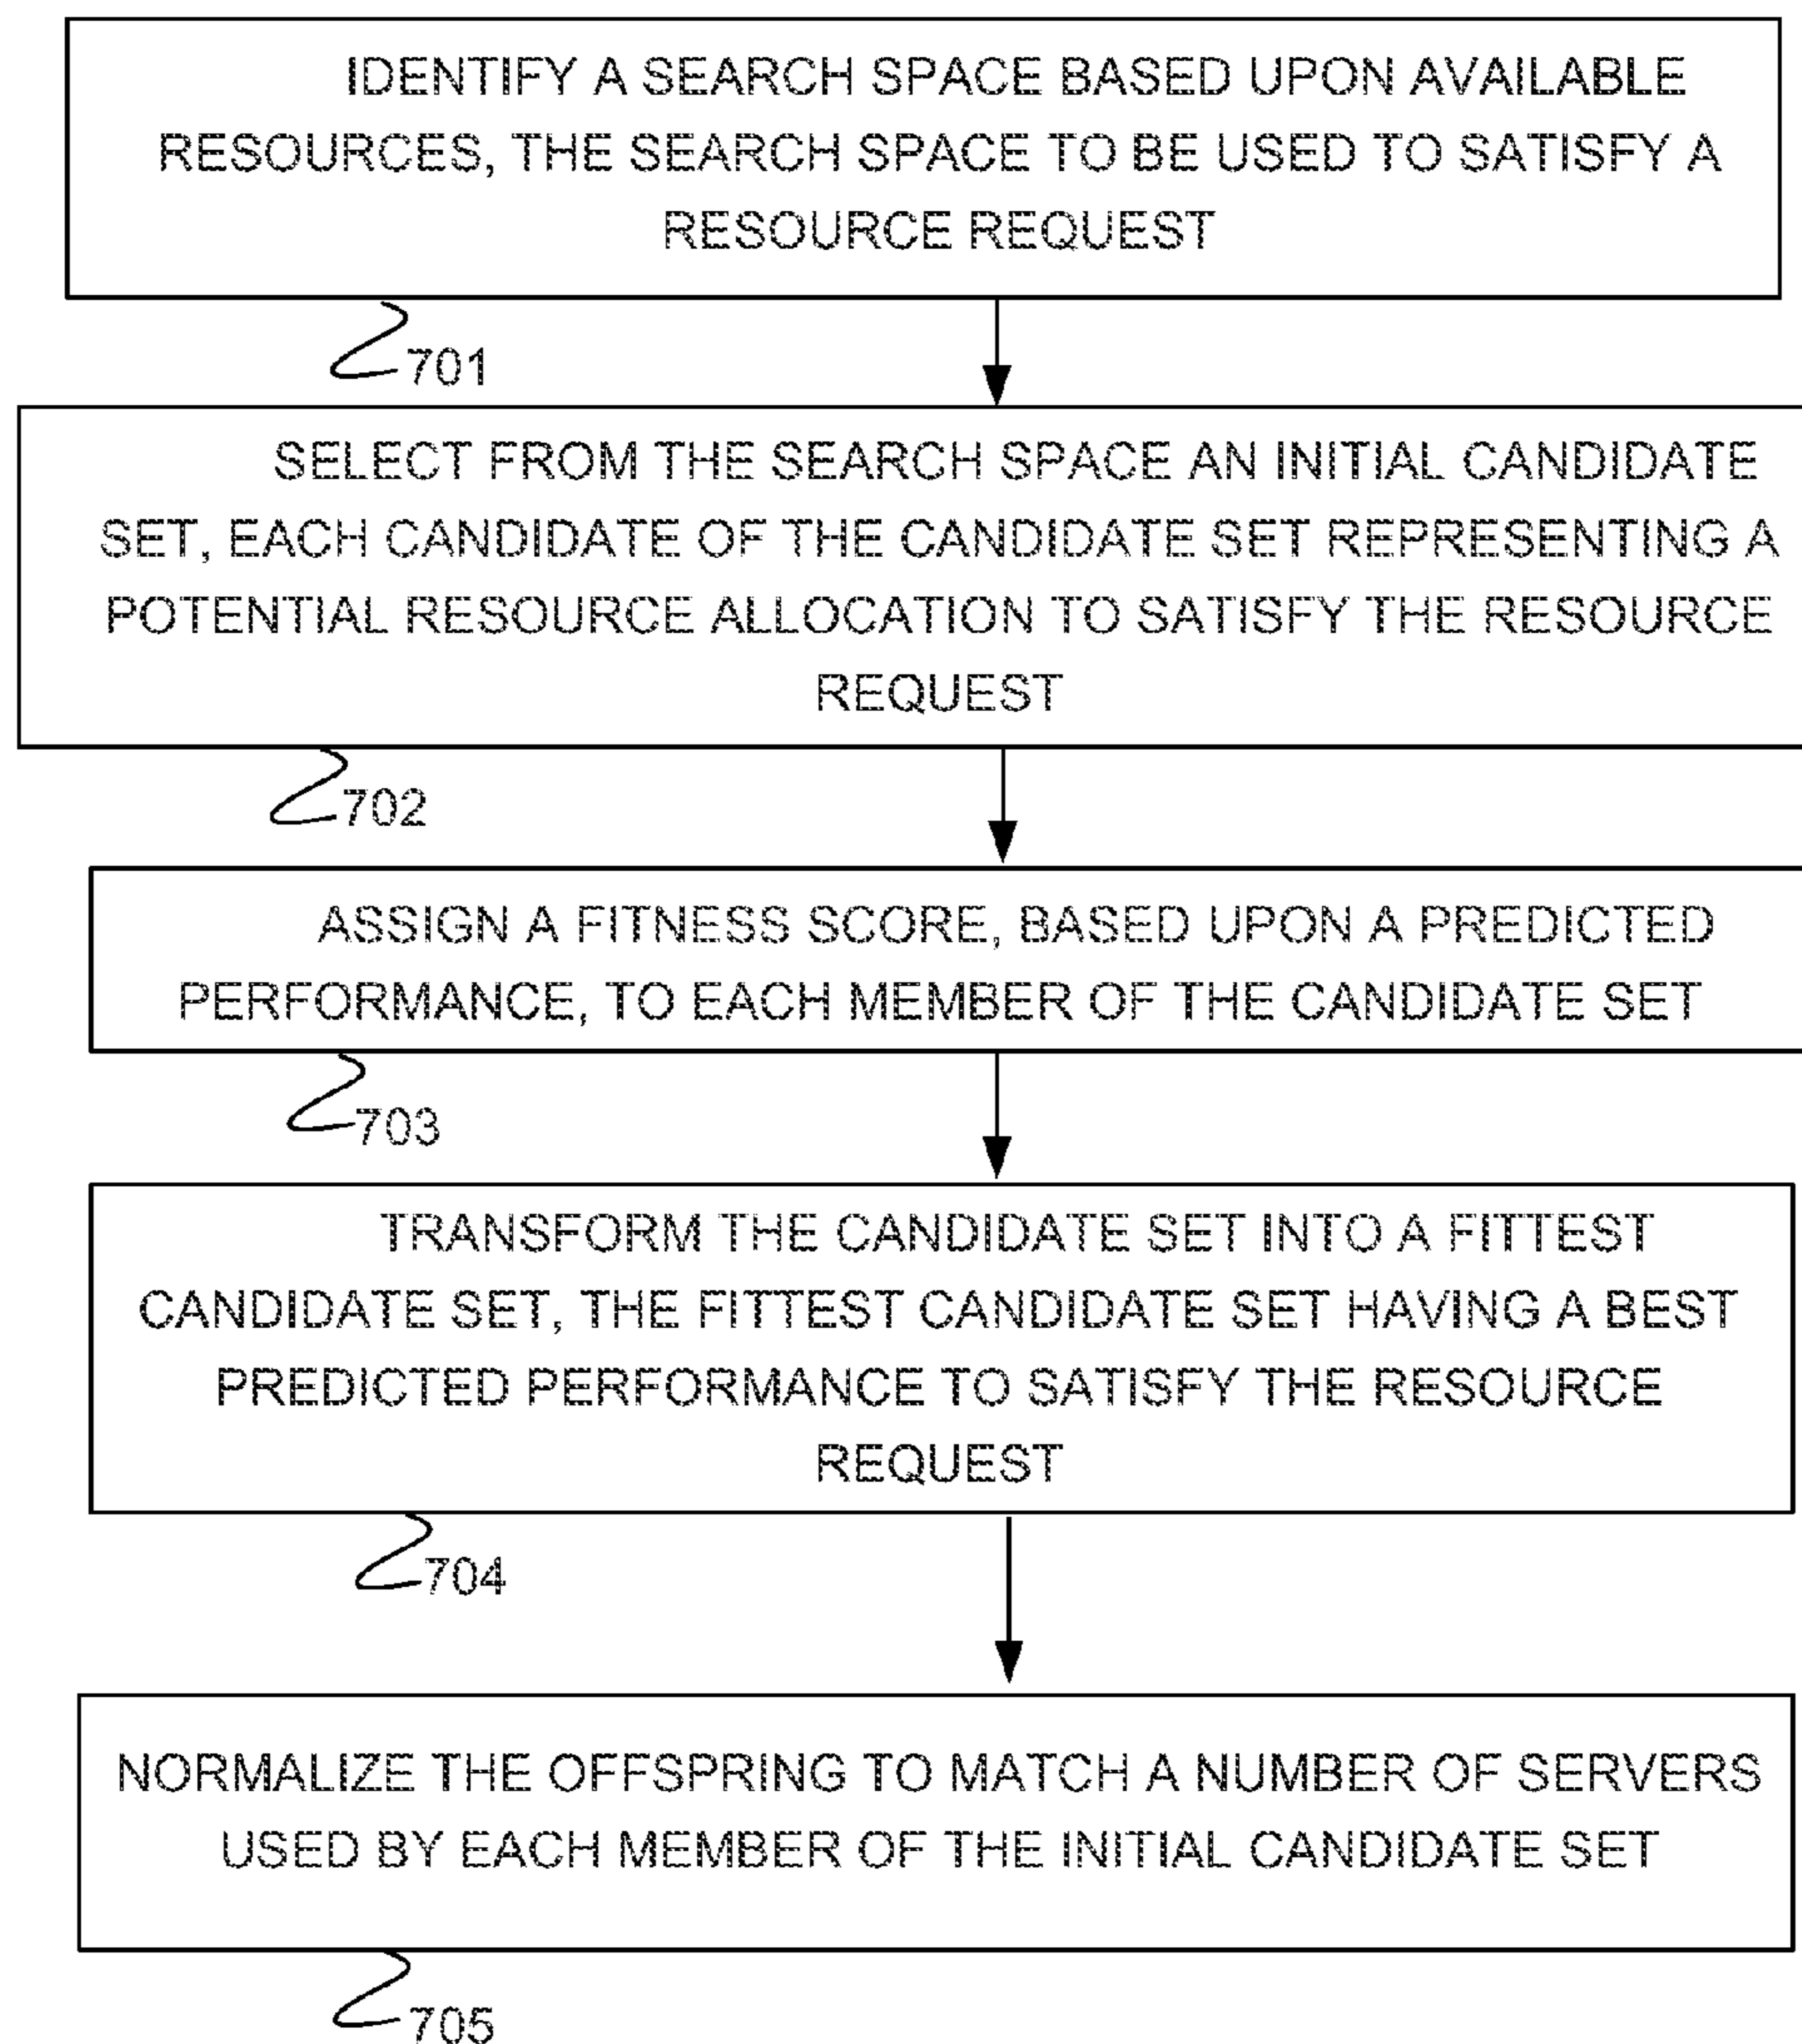 IDENTIFY A SEARCH SPACE BASED UPON AVAILABLE
RESOURCES, THE SEARCH SPACE TO BE USED TO SATISFY A
RESOURCE REQUEST
701
SELECT FROM THE SEARCH SPACE AN INITIAL CANDIDATE
SET, EACH CANDIDATE OF THE CANDIDATE SET REPRESENTING A
POTENTIAL RESOURCE ALLOCATION TO SATISFY THE RESOURCE
REQUEST
702
ASSIGN A FITNESS SCORE, BASED UPON A PREDICTED
PERFORMANCE, TO EACH MEMBER OF THE CANDIDATE SET
703
TRANSFORM THE CANDIDATE SET INTO A FITTEST
CANDIDATE SET, THE FITTEST CANDIDATE SET HAVING A BEST
PREDICTED PERFORMANCE TO SATISFY THE RESOURCE
REQUEST
704
NORMALIZE THE OFFSPRING TO MATCH A NUMBER OF SERVERS
USED BY EACH MEMBER OF THE INITIAL CANDIDATE SET
705